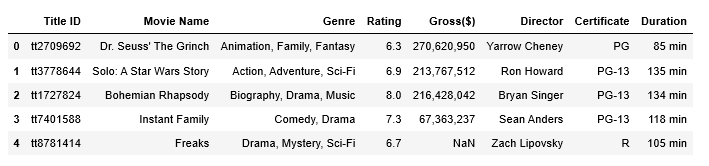 Title ID Movie Name Genre Rating Gross($) Director Certificate Duration
0 tt2709692 Dr. Seuss' The Grinch Animation, Family, Fantasy 6.3 270,620,950 Yarrow Cheney PG 85 min
1 tt3778644 Solo: A Star Wars Story Action, Adventure, Sci-Fi 6.9 213,767,512 Ron Howard PG-13 135 min
2 tt1727824 Bohemian Rhapsody Biography, Drama, Music 8.0 216,428,042 Bryan Singer PG-13 134 min
3 tt7401588 Instant Family Comedy, Drama 7.3 67,363,237 Sean Anders PG-13 118 min
4 tt8781414 Freaks Drama, Mystery, Sci-Fi 6.7 NaN Zach Lipovsky R 105 min